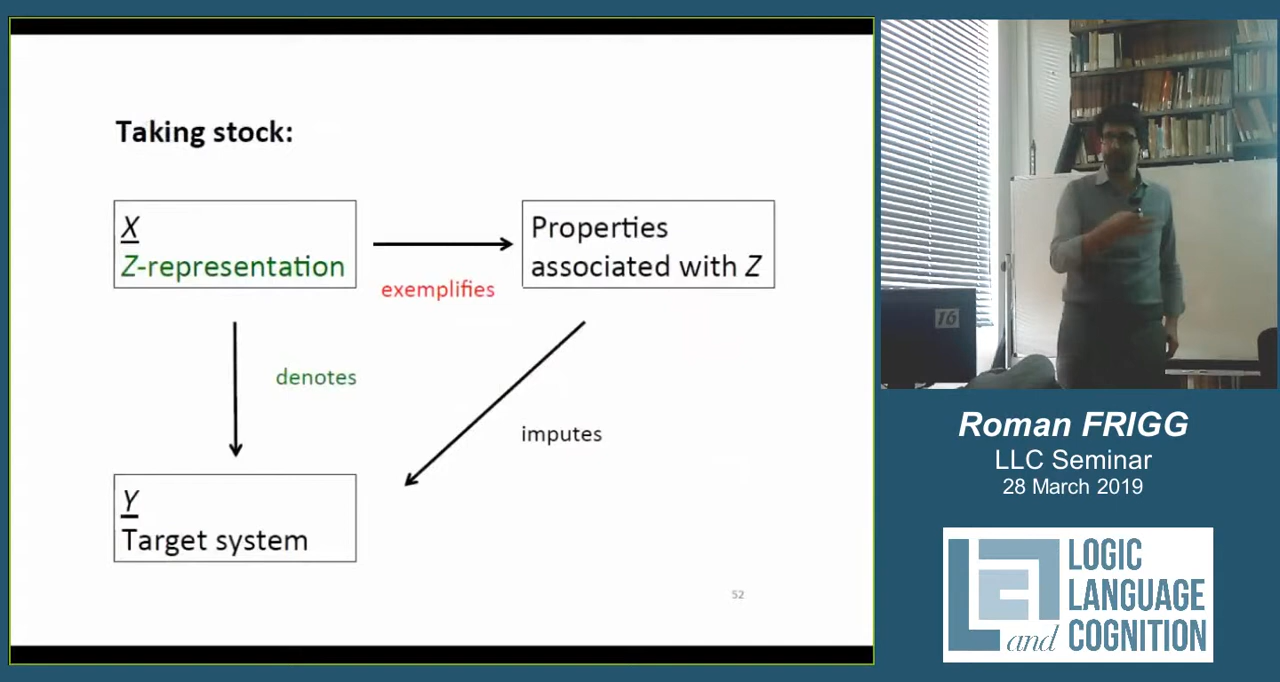 Taking stock:
X
Z-representation
exemplifies
Properties
associated with Z
denotes
imputes
Y
Target system
52
16
Roman FRIGG
LLC Seminar
28 March 2019
LOGIC
LANGUAGE
and COGNITION